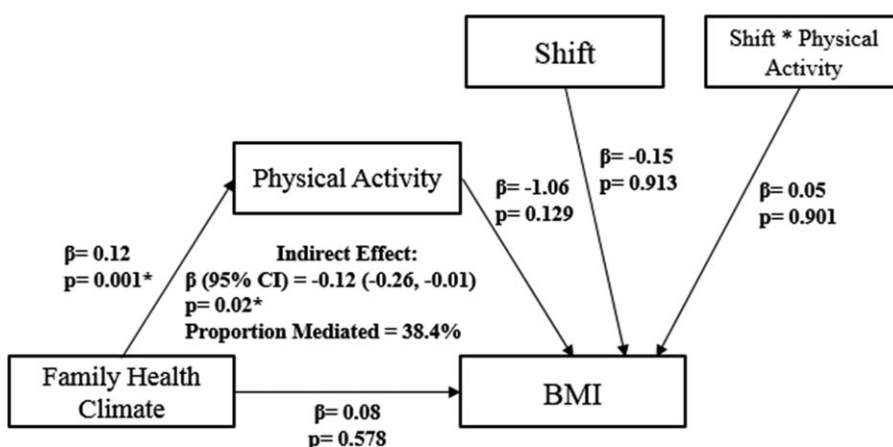 Shift
Shift * Physical
Activity
Physical Activity
β= -0.15
p= 0.913
β= -1.06
p= 0.129
β= 0.05
p= 0.901
β= 0.12
p= 0.001*
Indirect Effect:
β (95% CI) = -0.12 (-0.26, -0.01)
p= 0.02*
Proportion Mediated = 38.4%
Family Health
Climate
BMI
β= 0.08
p= 0.578